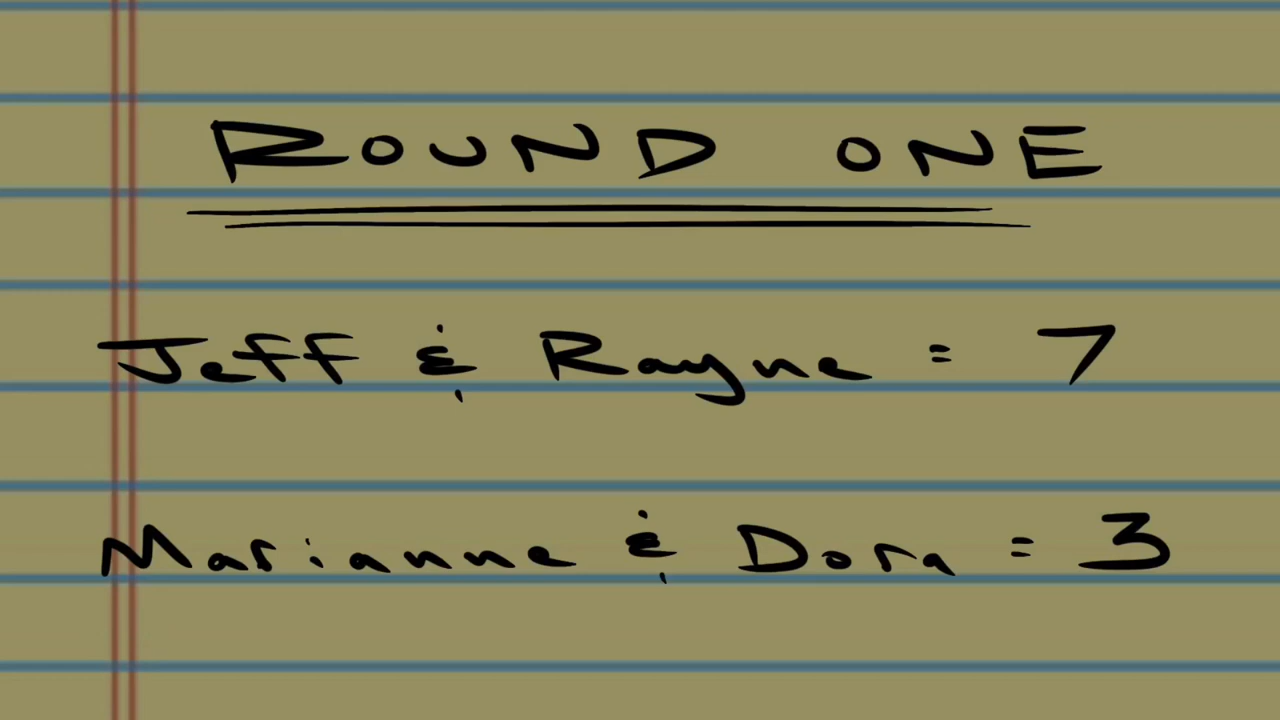 ROUND ONE
Jeff & Rayne = 7
Marianne & Dora = 3